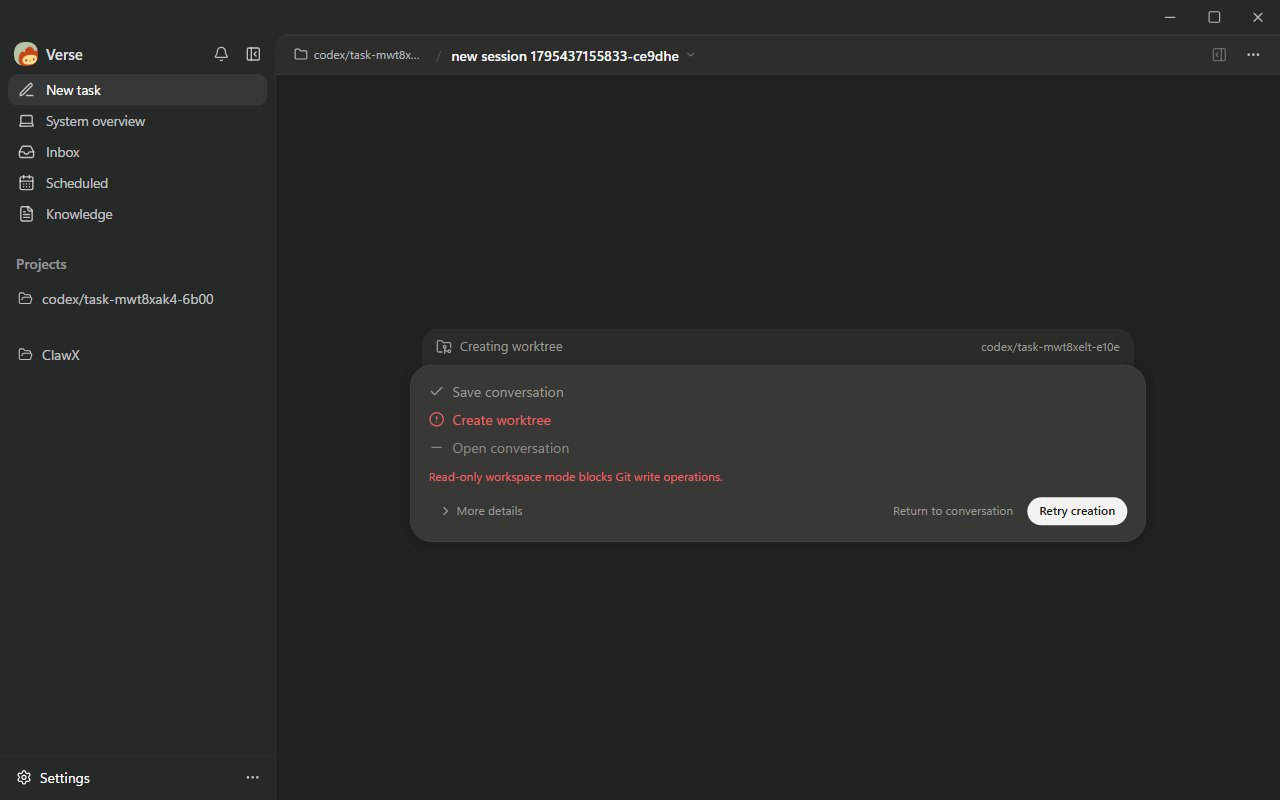 Verse
New task
System overview
Inbox
Scheduled
Knowledge
Projects
codex/task-mwt8xak4-6b00
ClawX
Settings
codex/task-mwt8x... / new session 1795437155833-ce9dhe
Creating worktree codex/task-mwt8xelt-e10e
Save conversation
Create worktree
Open conversation
Read-only workspace mode blocks Git write operations.
More details Return to conversation Retry creation